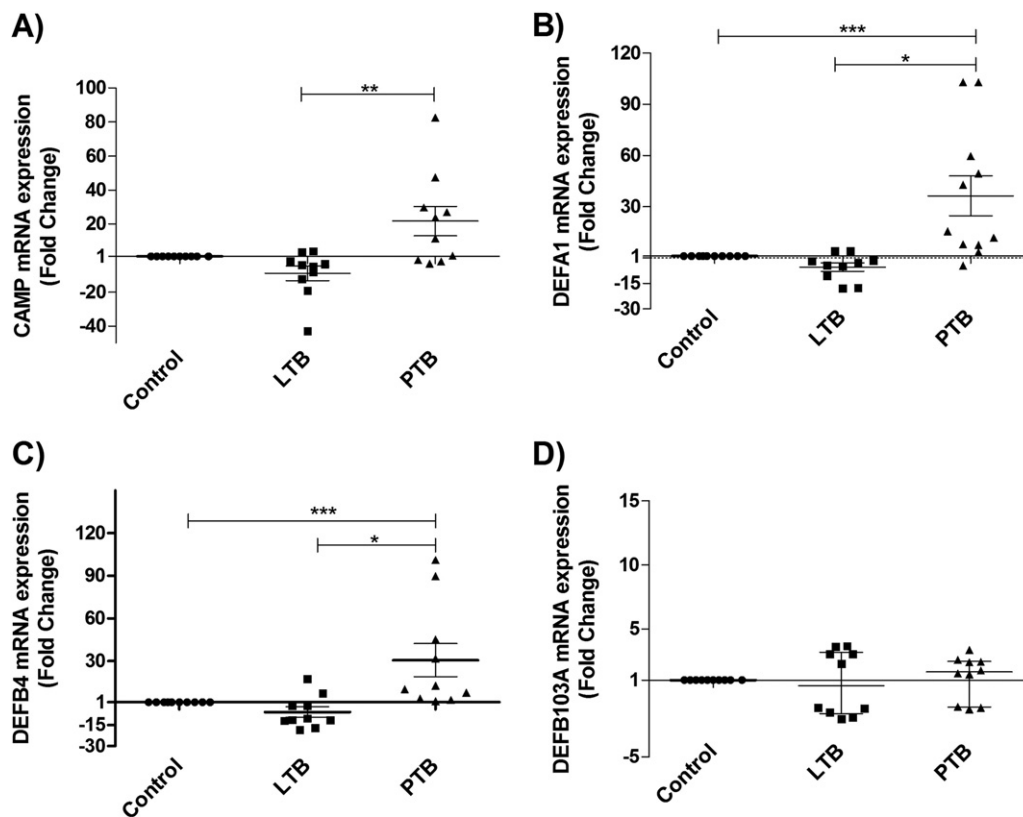 A)
CAMP mRNA expression
(Fold Change)
100
80
60
40
20
1
-20
-40
**
Control
LTB
PTB
B)
DEFA1 mRNA expression
(Fold Change)
120
90
60
30
1
-15
-30
***
*
Control
LTB
PTB
C)
DEFB4 mRNA expression
(Fold Change)
120
90
60
30
1
-15
-30
***
*
Control
LTB
PTB
D)
DEFB103A mRNA expression
(Fold Change)
15
10
5
1
-5
Control
LTB
PTB